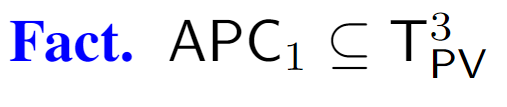 Fact. APC₁ ⊆ T³_PV